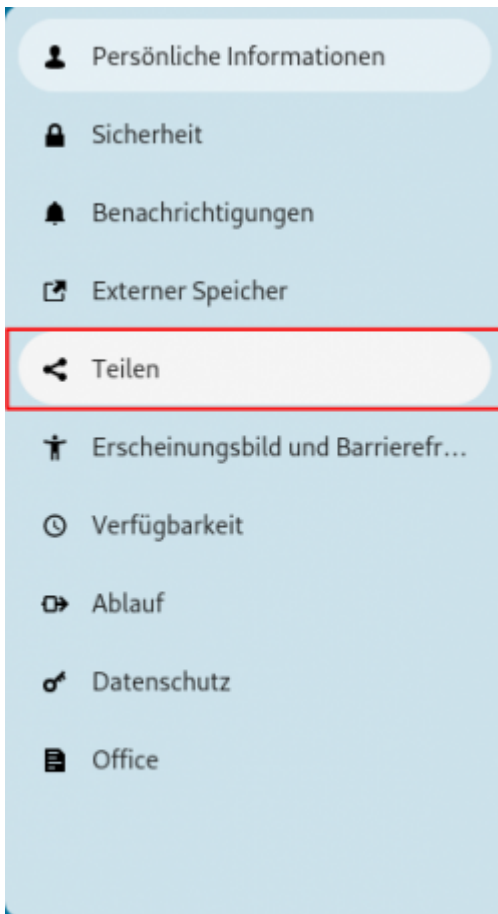 Persönliche Informationen
Sicherheit
Benachrichtigungen
Externer Speicher
Teilen
Erscheinungsbild und Barrierefr...
Verfügbarkeit
Ablauf
Datenschutz
Office